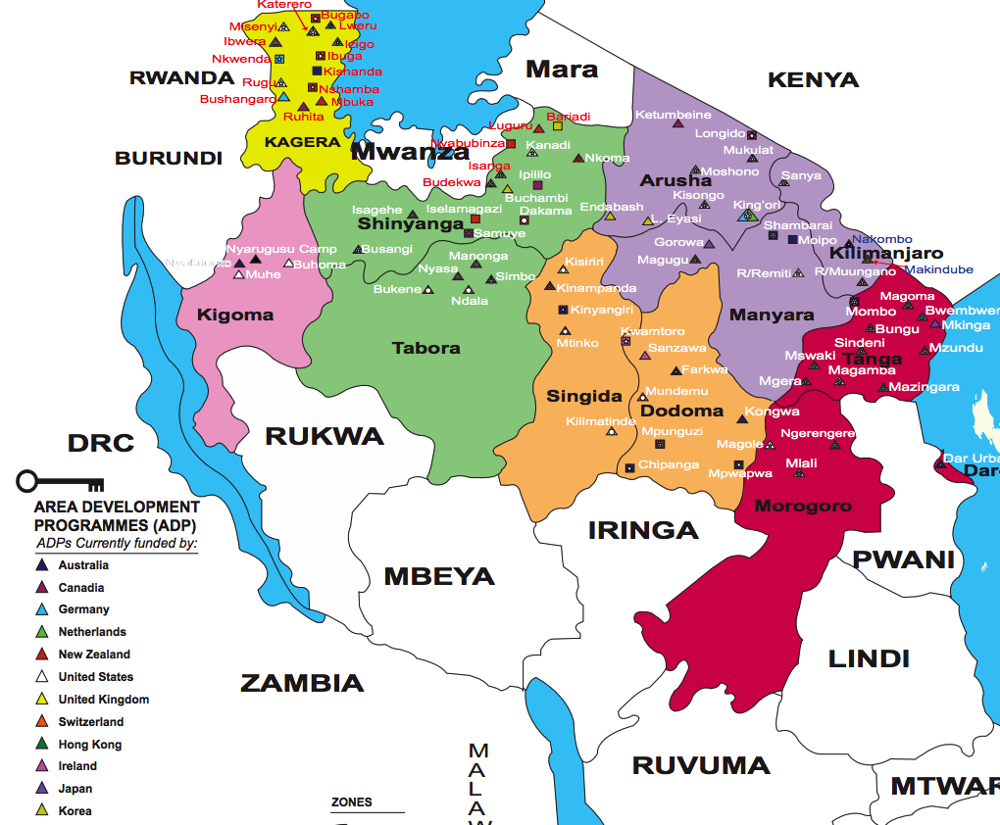 Katerero
Bugabo
Misenyi
Lweru
Ibwera
Izigo
Nkwenda
Ibuga
RWANDA
Kishanda
Rugu
Nshamba
Bushangaro
Mbuka
Ruhita
BURUNDI
KAGERA
Mara
KENYA
Mwanza
Luguru
Bariadi
Nyabubinza
Kanadi
Nkoma
Isanga
Ipililo
Budekwa
Buchambi
Dakama
Isagehe
Iselamagazi
Shinyanga
Samuye
Busangi
Ketumbeine
Longido
Mukulat
Moshono
Arusha
Sanya
Kisongo
King'ori
Endabash
L. Eyasi
Shambarai
Moipo
Nakombo
Gorowa
Kilimanjaro
Magugu
R/Remiti
R/Muungano
Makindube
Nyarugusu Camp
Buhoma
Muhe
Kigoma
Manonga
Nyasa
Simbo
Bukene
Ndala
Tabora
Kisiriri
Kinampanda
Kinyangiri
Mtinko
Kwamtoro
Sanzawa
Farkwa
Singida
Mundemu
Dodoma
Kilimatinde
Kongwa
Mpunguzi
Chipanga
Mpwapwa
Manyara
Magoma
Mombo
Bwember
Mkinga
Bungu
Sindeni
Mzundu
Mswaki
Tanga
Magamba
Mgera
Mazingara
Ngerengere
Magole
Mlali
Morogoro
Dar Urba
Dar-
DRC
RUKWA
IRINGA
MBEYA
PWANI
ZAMBIA
LINDI
RUVUMA
MTWAR
M
A
L
A
W
AREA DEVELOPMENT
PROGRAMMES (ADP)
ADPs Currently funded by:
Australia
Canadia
Germany
Netherlands
New Zealand
United States
United Kingdom
Switzerland
Hong Kong
Ireland
Japan
Korea
ZONES